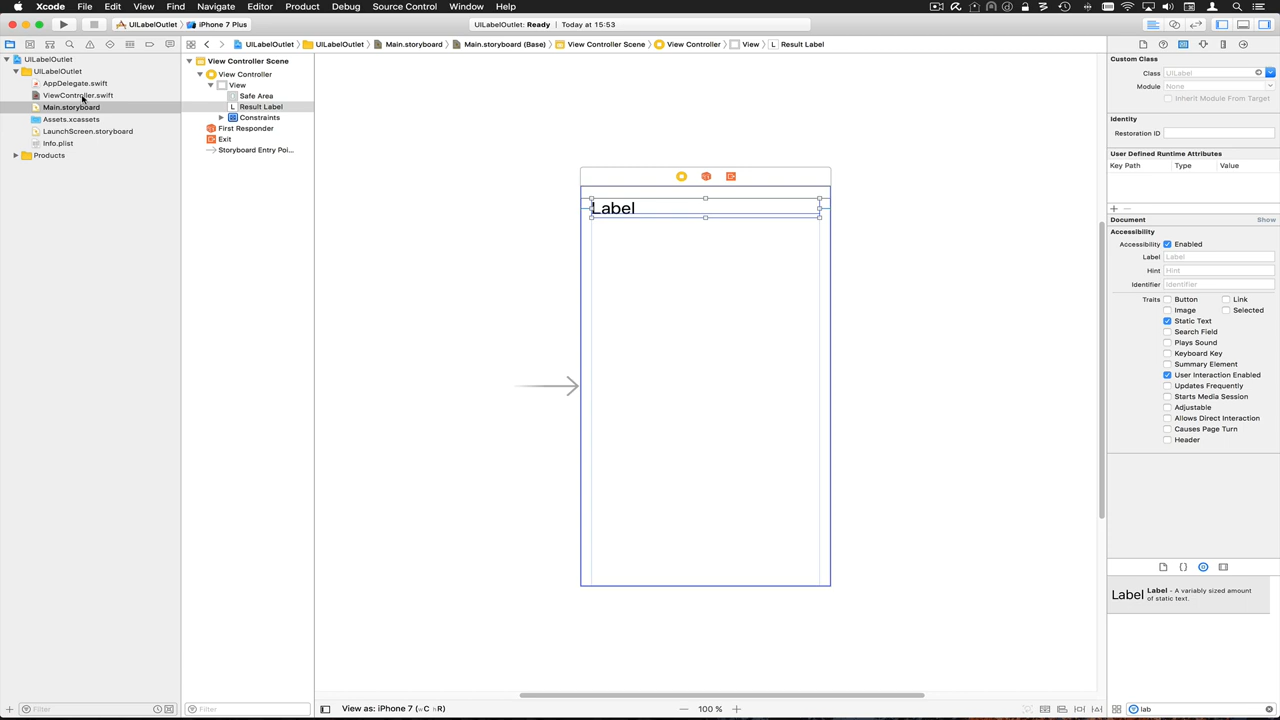 Xcode File Edit View Find Navigate Editor Product Debug Source Control Window Help
UILabelOutlet iPhone 7 Plus UILabelOutlet: Ready Today at 15:53
UILabelOutlet UILabelOutlet Main.storyboard Main.storyboard (Base) View Controller Scene View Controller View L Result Label
UILabelOutlet
UILabelOutlet
AppDelegate.swift
ViewController.swift
Main.storyboard
Assets.xcassets
LaunchScreen.storyboard
Info.plist
Products
Filter
View Controller Scene
View Controller
View
Safe Area
L Result Label
Constraints
First Responder
Exit
Storyboard Entry Poi...
Filter
Label
View as: iPhone 7 (wC hR)
100 %
Custom Class
Class UILabel
Module None
Inherit Module From Target
Identity
Restoration ID
User Defined Runtime Attributes
Key Path Type Value
Document Show
Accessibility
Accessibility Enabled
Label Label
Hint Hint
Identifier Identifier
Traits Button Link
Image Selected
Static Text
Search Field
Plays Sound
Keyboard Key
Summary Element
User Interaction Enabled
Updates Frequently
Starts Media Session
Adjustable
Allows Direct Interaction
Causes Page Turn
Header
Label Label - A variably sized amount
of static text.
lab